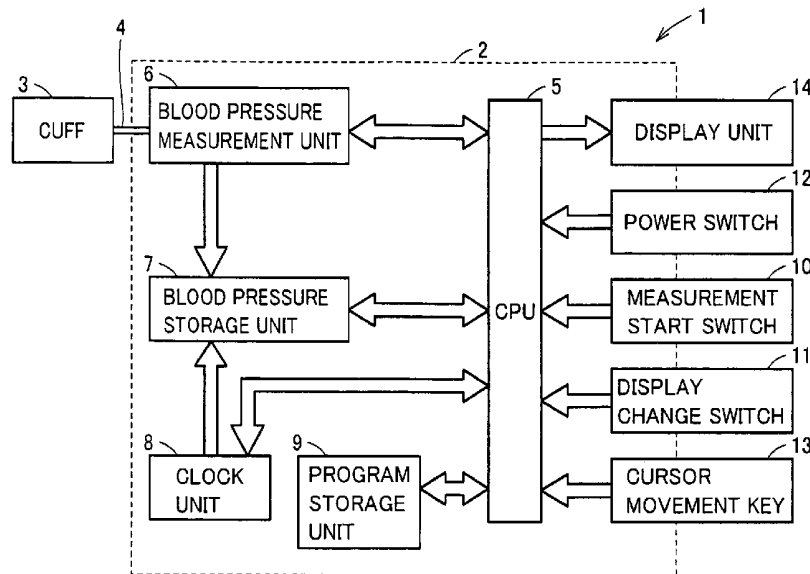 1
2
3
CUFF
4
6
BLOOD PRESSURE
MEASUREMENT UNIT
5
CPU
14
DISPLAY UNIT
12
POWER SWITCH
7
BLOOD PRESSURE
STORAGE UNIT
10
MEASUREMENT
START SWITCH
11
DISPLAY
CHANGE SWITCH
8
CLOCK
UNIT
9
PROGRAM
STORAGE
UNIT
13
CURSOR
MOVEMENT KEY